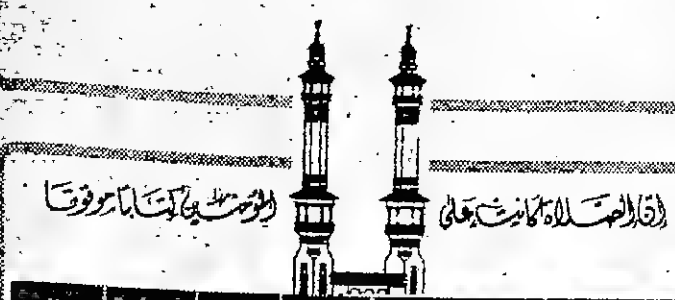 إن الصلاة كانت على المؤمنين كتابا موقوتا